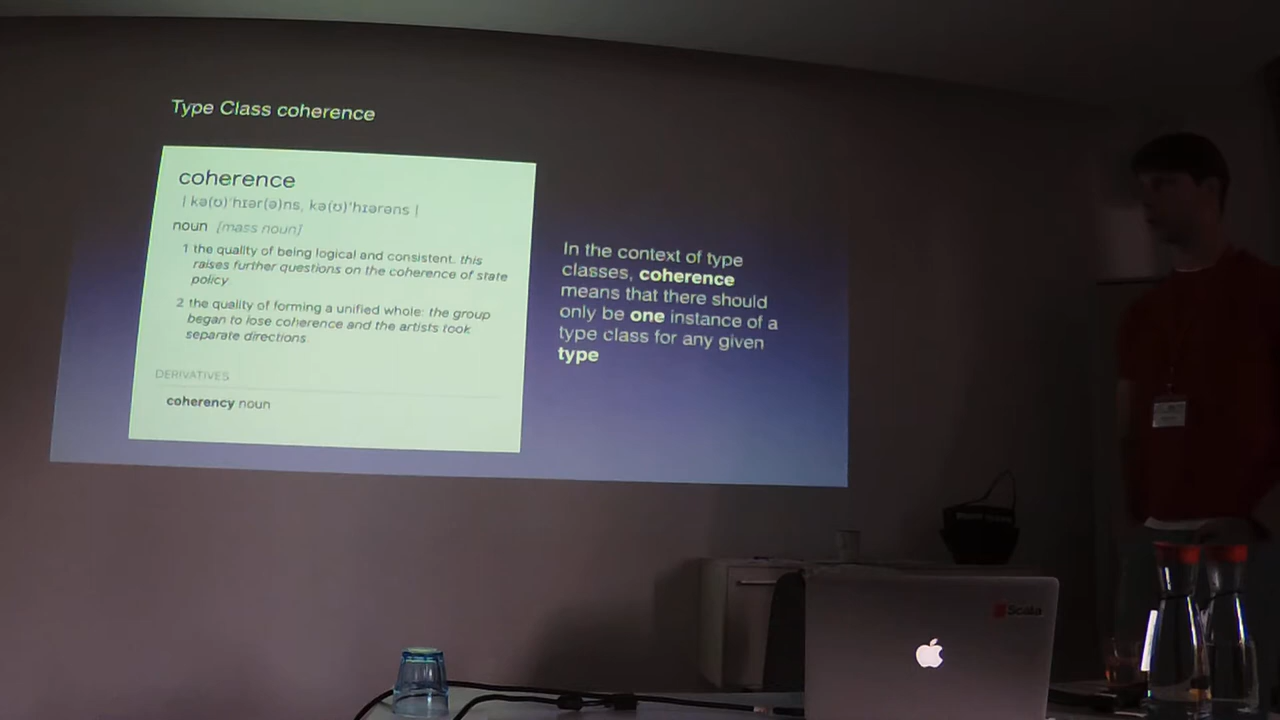 Type Class coherence
coherence
| kə(ʊ)ˈhɪər(ə)ns, kə(ʊ)ˈhɪərəns |
noun [mass noun]
1 the quality of being logical and consistent. this
raises further questions on the coherence of state
policy
2 the quality of forming a unified whole: the group
began to lose coherence and the artists took
separate directions.
DERIVATIVES
coherency noun
In the context of type
classes, coherence
means that there should
only be one instance of a
type class for any given
type
Scala